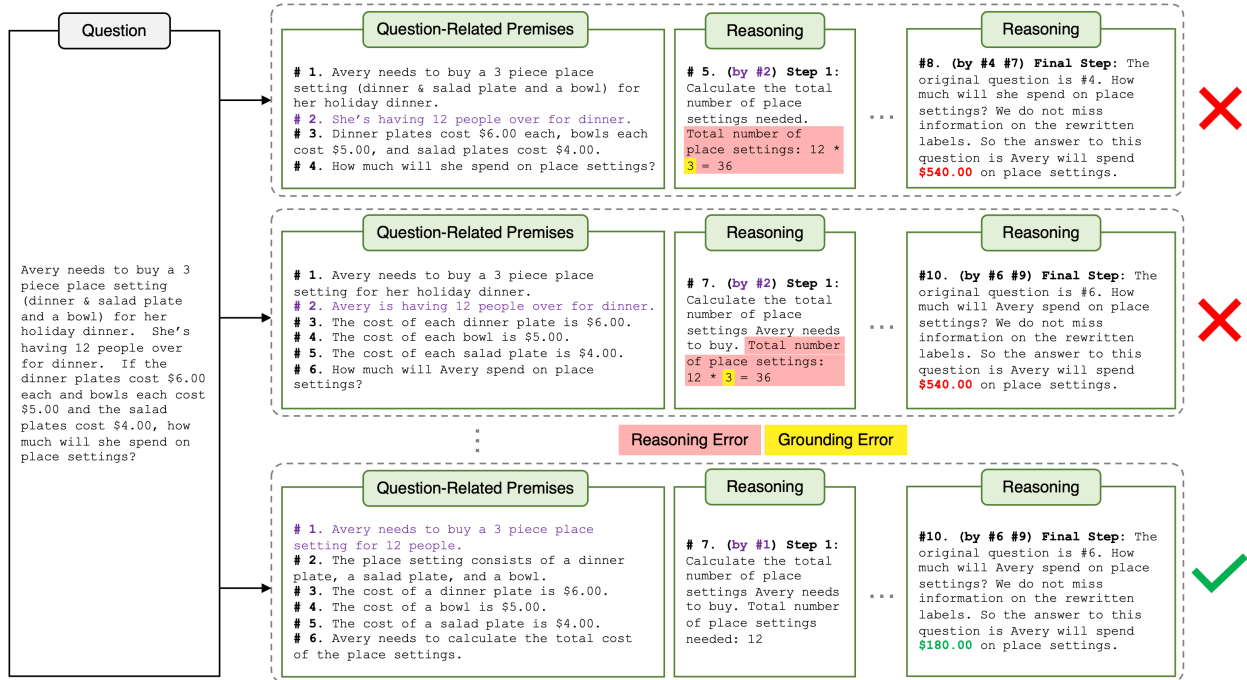 Question
Avery needs to buy a 3
piece place setting
(dinner & salad plate
and a bowl) for her
holiday dinner. She's
having 12 people over
for dinner. If the
dinner plates cost $6.00
each and bowls each cost
$5.00 and the salad
plates cost $4.00, how
much will she spend on
place settings?
Question-Related Premises
# 1. Avery needs to buy a 3 piece place
setting (dinner & salad plate and a bowl) for
her holiday dinner.
# 2. She's having 12 people over for dinner.
# 3. Dinner plates cost $6.00 each, bowls each
cost $5.00, and salad plates cost $4.00.
# 4. How much will she spend on place settings?
Reasoning
# 5. (by #2) Step 1:
Calculate the total
number of place
settings needed.
Total number of
place settings: 12 *
3 = 36
...
Reasoning
#8. (by #4 #7) Final Step: The
original question is #4. How
much will she spend on place
settings? We do not miss
information on the rewritten
labels. So the answer to this
question is Avery will spend
$540.00 on place settings.
Question-Related Premises
# 1. Avery needs to buy a 3 piece place
setting for her holiday dinner.
# 2. Avery is having 12 people over for dinner.
# 3. The cost of each dinner plate is $6.00.
# 4. The cost of each bowl is $5.00.
# 5. The cost of each salad plate is $4.00.
# 6. How much will Avery spend on place
settings?
Reasoning
# 7. (by #2) Step 1:
Calculate the total
number of place
settings Avery needs
to buy. Total number
of place settings:
12 * 3 = 36
...
Reasoning
#10. (by #6 #9) Final Step: The
original question is #6. How
much will Avery spend on place
settings? We do not miss
information on the rewritten
labels. So the answer to this
question is Avery will spend
$540.00 on place settings.
Reasoning Error
Grounding Error
Question-Related Premises
# 1. Avery needs to buy a 3 piece place
setting for 12 people.
# 2. The place setting consists of a dinner
plate, a salad plate, and a bowl.
# 3. The cost of a dinner plate is $6.00.
# 4. The cost of a bowl is $5.00.
# 5. The cost of a salad plate is $4.00.
# 6. Avery needs to calculate the total cost
of the place settings.
Reasoning
# 7. (by #1) Step 1:
Calculate the total
number of place
settings Avery needs
to buy. Total number
of place settings
needed: 12
...
Reasoning
#10. (by #6 #9) Final Step: The
original question is #6. How
much will Avery spend on place
settings? We do not miss
information on the rewritten
labels. So the answer to this
question is Avery will spend
$180.00 on place settings.